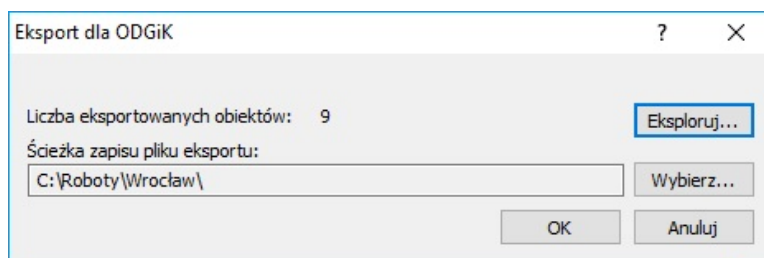 Eksport dla ODGiK
Liczba eksportowanych obiektów: 9
Eksploruj...
Ścieżka zapisu pliku eksportu:
C:\Roboty\Wrocław\
Wybierz...
OK
Anuluj